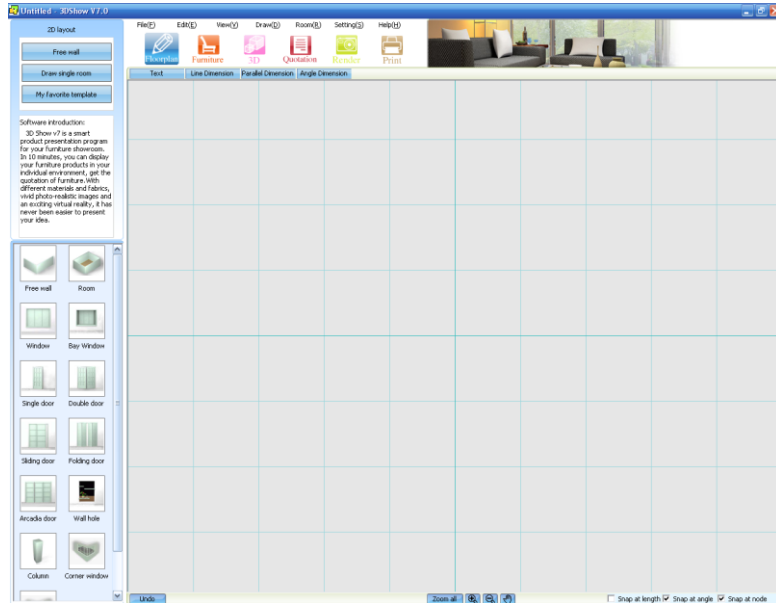 Untitled - 3DShow V7.0
File(F) Edit(E) View(V) Draw(D) Room(R) Setting(S) Help(H)
Floorplan Furniture 3D Quotation Render Print
Text Line Dimension Parallel Dimension Angle Dimension
2D layout
Free wall
Draw single room
My favorite template
Software introduction:
3D Show v7 is a smart
product presentation program
for your furniture showroom.
In 10 minutes, you can display
your furniture products in your
individual environment, get the
quotation of furniture.With
different materials and fabrics,
vivid photo-realistic images and
an exciting virtual reality, it has
never been easier to present
your idea.
Free wall Room
Window Bay Window
Single door Double door
Sliding door Folding door
Arcadia door Wall hole
Column Corner window
Undo Zoom all Snap at length Snap at angle Snap at node